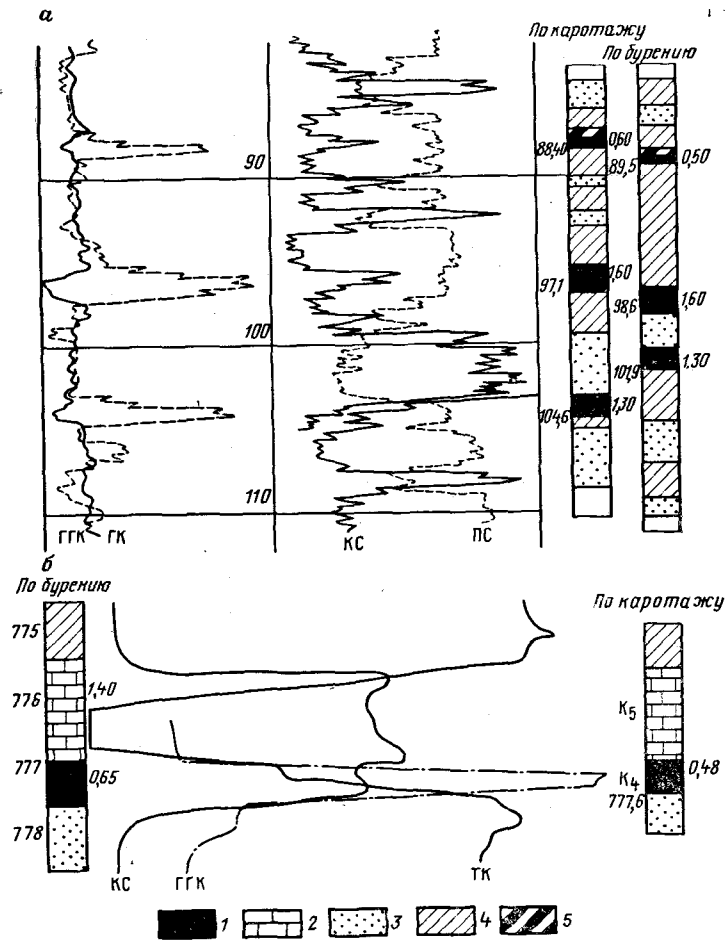 а
По каротажу
По бурению
88,40
0,60
89,5
0,50
90
97,1
1,60
98,6
1,60
100
101,9
1,30
104,6
1,30
110
ГГК ГК
КС
ПС
б
По бурению
По каротажу
775
776
1,40
К5
777
0,65
К4
0,48
777,6
778
КС
ГГК
ТК
1
2
3
4
5